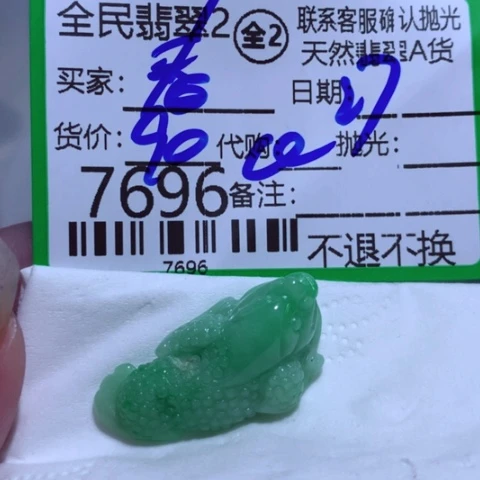 全民翡翠2 全2 联系客服确认抛光
天然翡翠A货
买家： 日期：17
货价：90 代购： 抛光：
7696 备注：
7696
不退不换